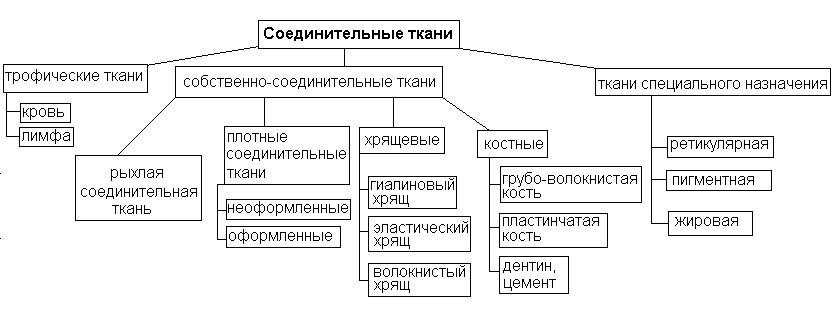 Соединительные ткани
трофические ткани
кровь
лимфа
собственно-соединительные ткани
рыхлая
соединительная
ткань
плотные
соединительные
ткани
неоформленные
оформленные
хрящевые
гиалиновый
хрящ
эластический
хрящ
волокнистый
хрящ
костные
грубо-волокнистая
кость
пластинчатая
кость
дентин,
цемент
ткани специального назначения
ретикулярная
пигментная
жировая